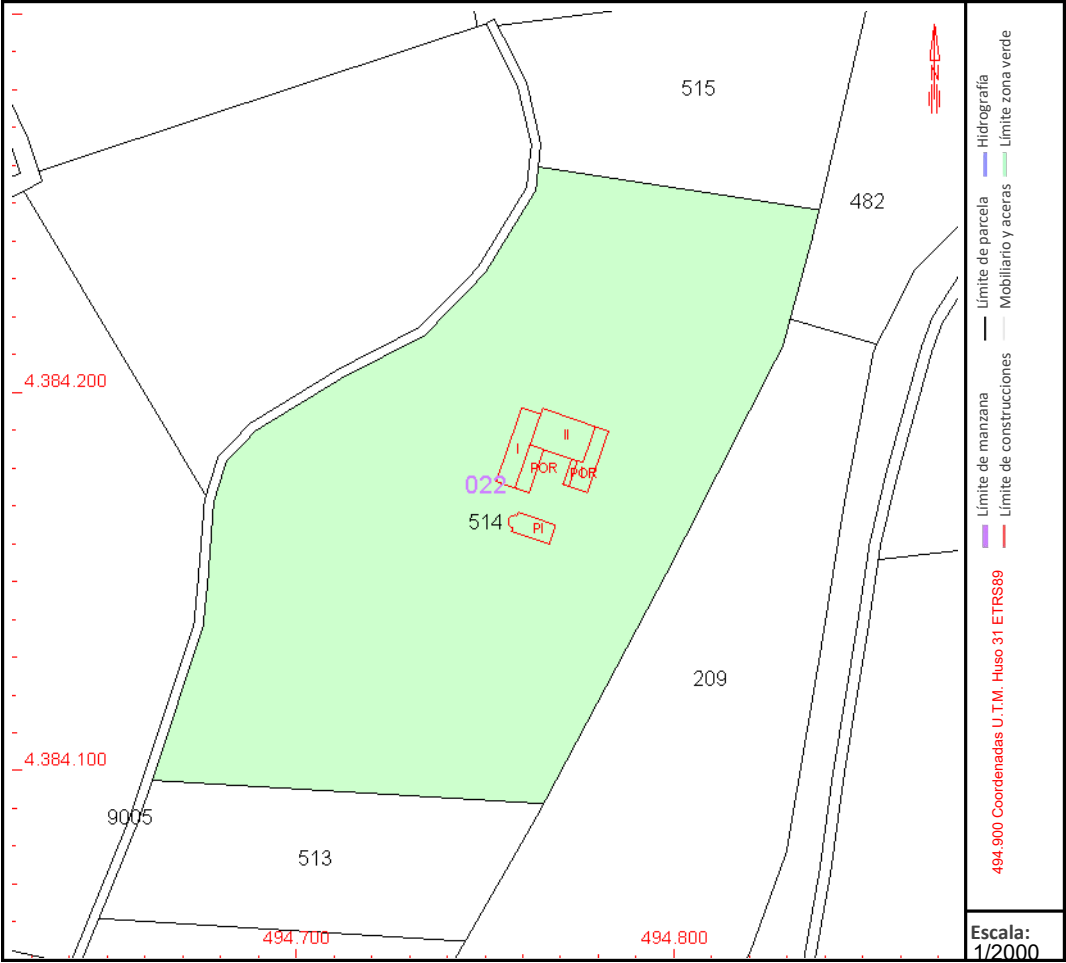 515
N
482
4.384.200
II
I
POR
POR
022
514
PI
209
4.384.100
9005
513
494.700
494.800
Límite de manzana
Límite de parcela
Hidrografía
Límite de construcciones
Mobiliario y aceras
Límite zona verde
494.900 Coordenadas U.T.M. Huso 31 ETRS89
Escala:
1/2000